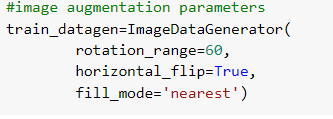 #image augmentation parameters
train_datagen=ImageDataGenerator(
        rotation_range=60,
        horizontal_flip=True,
        fill_mode='nearest')